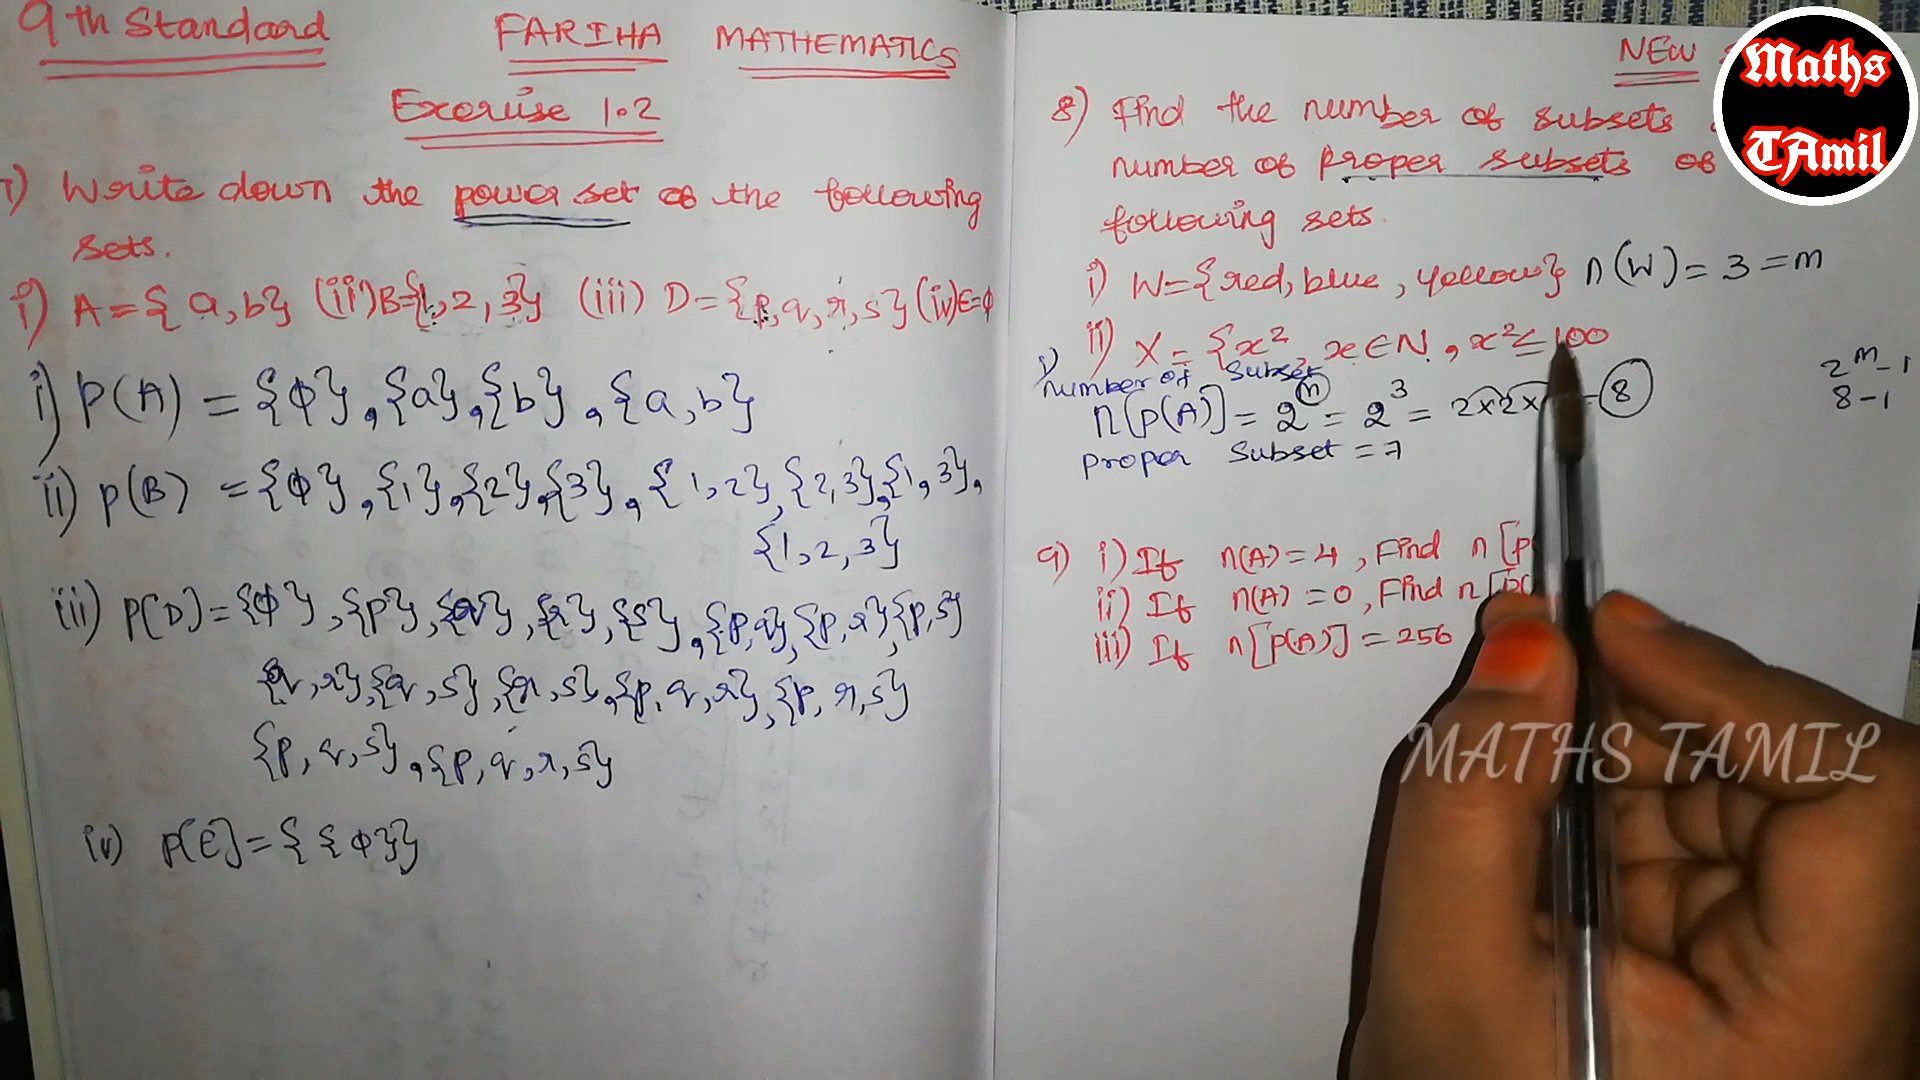 9th Standard
FARIHA MATHEMATICS
Exercise 1.2
7) Write down the power set of the following
sets.
i) A={a,b} (ii) B={1,2,3} (iii) D={p,q,r,s} (iv) E=ϕ
i) P(A) = {ϕ},{a},{b},{a,b}
ii) P(B) = {ϕ},{1},{2},{3},{1,2},{2,3},{1,3},
{1,2,3}
iii) P[D]={ϕ},{p},{q},{r},{s},{p,q},{p,r},{p,s}
{q,r},{q,s},{r,s},{p,q,r},{p,r,s}
{p,q,s},{p,q,r,s}
iv) P[E]={{ϕ}}
NEW
8) Find the number of subsets
number of proper subsets of
following sets.
i) W={red, blue, yellow} n(W)=3=m
ii) X={x², x∈N, x²≤100
i) number of Subset
n[P(A)]=2^m=2^3=2x2x =8
2^m-1
8-1
proper Subset=7
9) i) If n(A)=4, Find n[P
ii) If n(A)=0, Find n[P(
iii) If n[P(A)]=256
Maths
TAmil
MATHS TAMIL